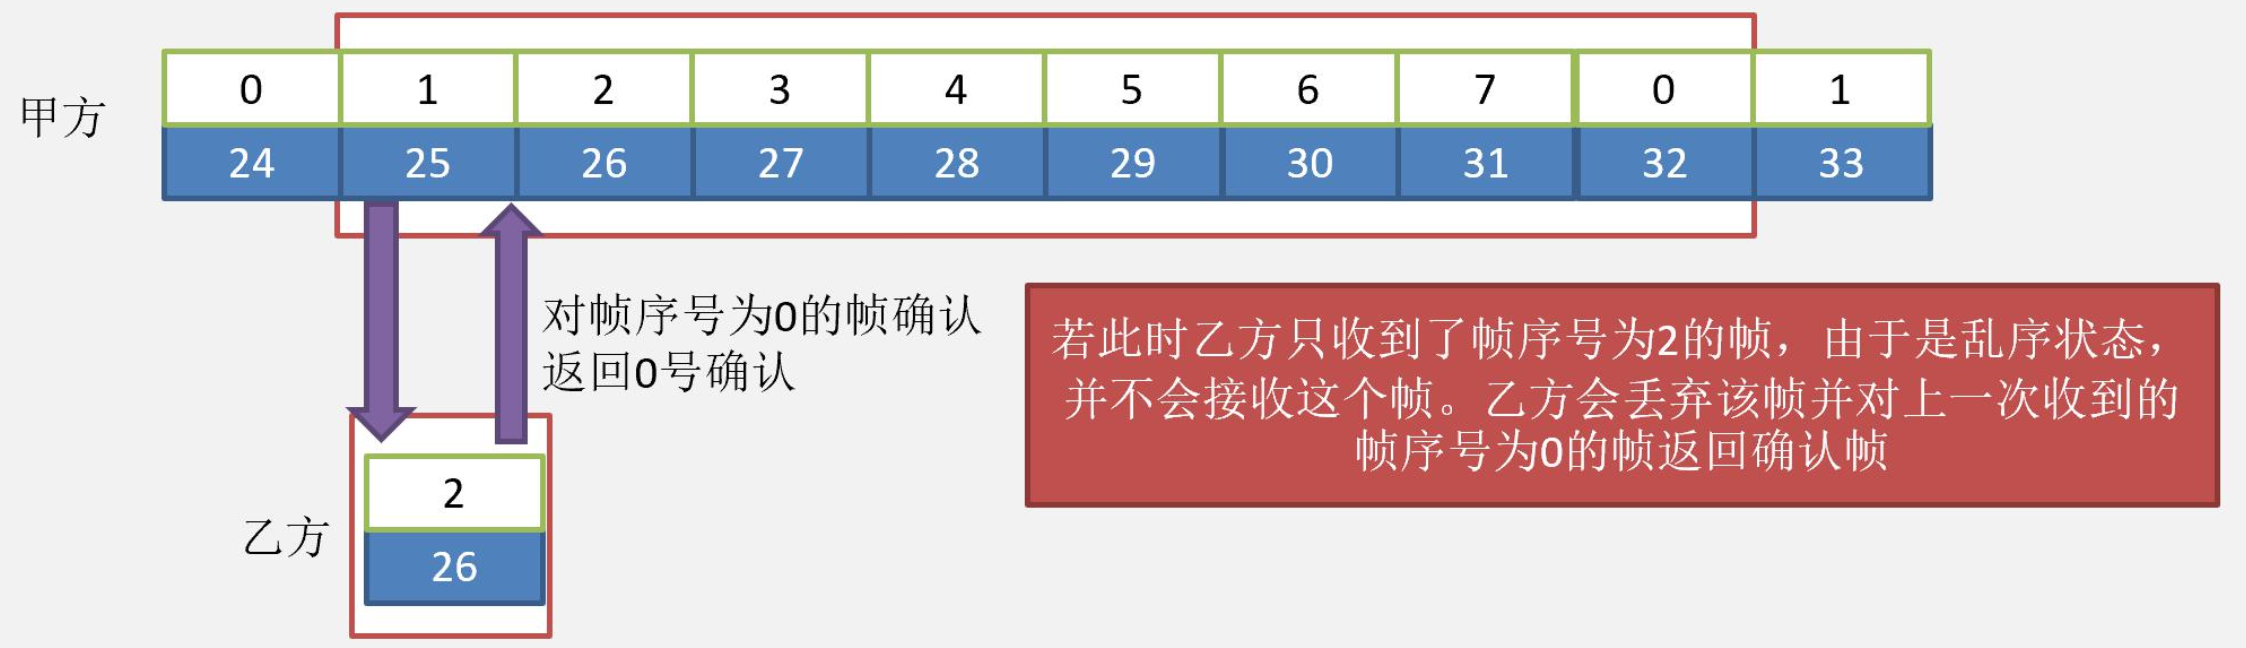 0 1 2 3 4 5 6 7 0 1
甲方
24 25 26 27 28 29 30 31 32 33
对帧序号为0的帧确认
返回0号确认
若此时乙方只收到了帧序号为2的帧，由于是乱序状态，
并不会接收这个帧。乙方会丢弃该帧并对上一次收到的
帧序号为0的帧返回确认帧
2
乙方
26